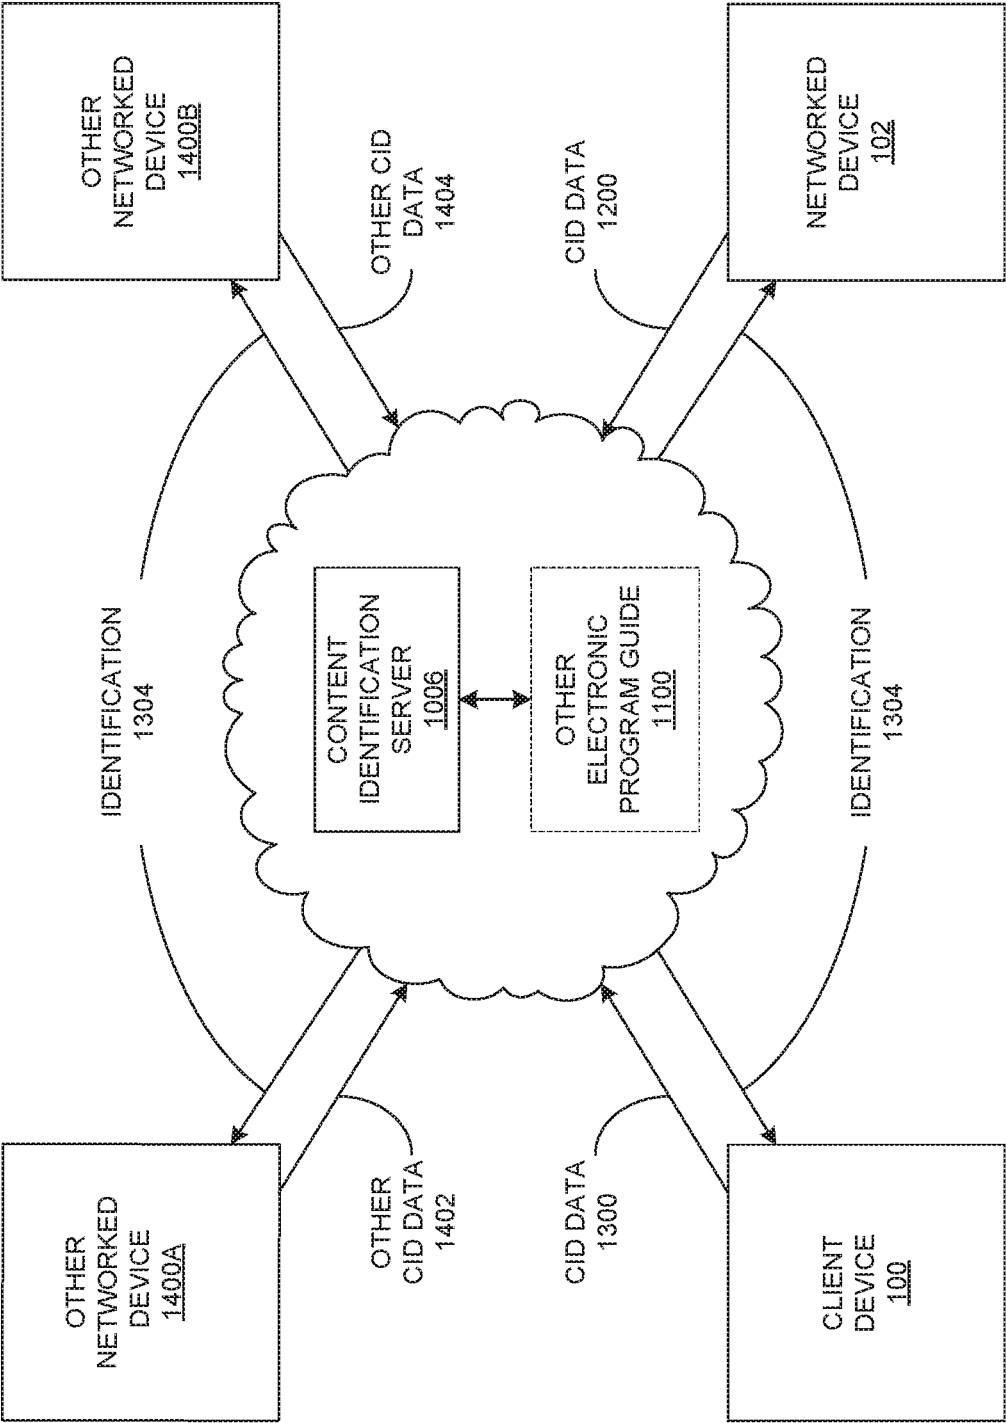 OTHER
NETWORKED
DEVICE
1400A
IDENTIFICATION
1304
OTHER
NETWORKED
DEVICE
1400B
OTHER
CID DATA
1402
OTHER CID
DATA
1404
CONTENT
IDENTIFICATION
SERVER
1006
OTHER
ELECTRONIC
PROGRAM GUIDE
1100
CID DATA
1300
CID DATA
1200
CLIENT
DEVICE
100
IDENTIFICATION
1304
NETWORKED
DEVICE
102